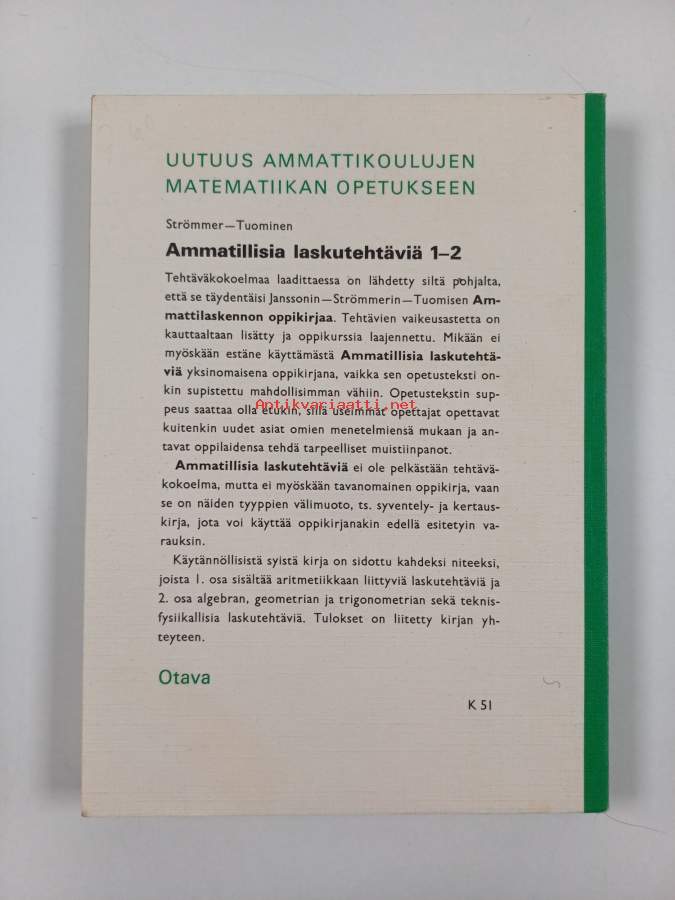 UUTUUS AMMATTIKOULUJEN
MATEMATIIKAN OPETUKSEEN
Strömmer—Tuominen
Ammatillisia laskutehtäviä 1–2
Tehtäväkokoelmaa laadittaessa on lähdetty siltä pohjalta,
että se täydentäisi Janssonin—Strömmerin—Tuomisen Am-
mattilaskennon oppikirjaa. Tehtävien vaikeusastetta on
kauttaaltaan lisätty ja oppikurssia laajennettu. Mikään ei
myöskään estäne käyttämästä Ammatillisia laskutehtä-
viä yksinomaisena oppikirjana, vaikka sen opetusteksti on-
kin supistettu mahdollisimman vähiin. Opetustekstin sup-
Antikvariaatti.net
peus saattaa olla etukin, sillä useimmat opettajat opettavat
kuitenkin uudet asiat omien menetelmiensä mukaan ja an-
tavat oppilaidensa tehdä tarpeelliset muistiinpanot.
Ammatillisia laskutehtäviä ei ole pelkästään tehtävä-
kokoelma, mutta ei myöskään tavanomainen oppikirja, vaan
se on näiden tyyppien välimuoto, ts. syventely- ja kertaus-
kirja, jota voi käyttää oppikirjanakin edellä esitetyin va-
rauksin.
Käytännöllisistä syistä kirja on sidottu kahdeksi niteeksi,
joista 1. osa sisältää aritmetiikkaan liittyviä laskutehtäviä ja
2. osa algebran, geometrian ja trigonometrian sekä teknis-
fysiikallisia laskutehtäviä. Tulokset on liitetty kirjan yh-
teyteen.
Otava
K 51